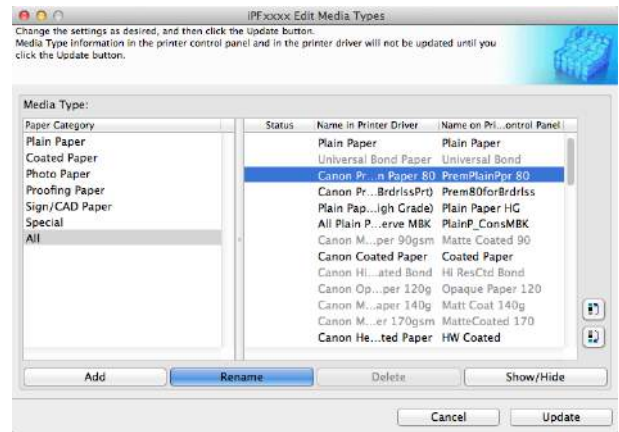 iPFxxxx Edit Media Types
Change the settings as desired, and then click the Update button.
Media Type information in the printer control panel and in the printer driver will not be updated until you
click the Update button.
Media Type:
Paper Category
Plain Paper
Coated Paper
Photo Paper
Proofing Paper
Sign/CAD Paper
Special
All
Status Name in Printer Driver Name on Pri...ontrol Panel
Plain Paper Plain Paper
Universal Bond Paper Universal Bond
Canon Pr...n Paper 80 PremPlainPpr 80
Canon Pr...BrdrlssPrt) Prem80forBrdrlss
Plain Pap...igh Grade) Plain Paper HG
All Plain P...erve MBK PlainP_ConsMBK
Canon M...per 90gsm Matte Coated 90
Canon Coated Paper Coated Paper
Canon Hi...ated Bond Hi ResCtd Bond
Canon Op...per 120g Opaque Paper 120
Canon M...aper 140g Matt Coat 140g
Canon M...er 170gsm MatteCoated 170
Canon He...ted Paper HW Coated
Add Rename Delete Show/Hide
Cancel Update